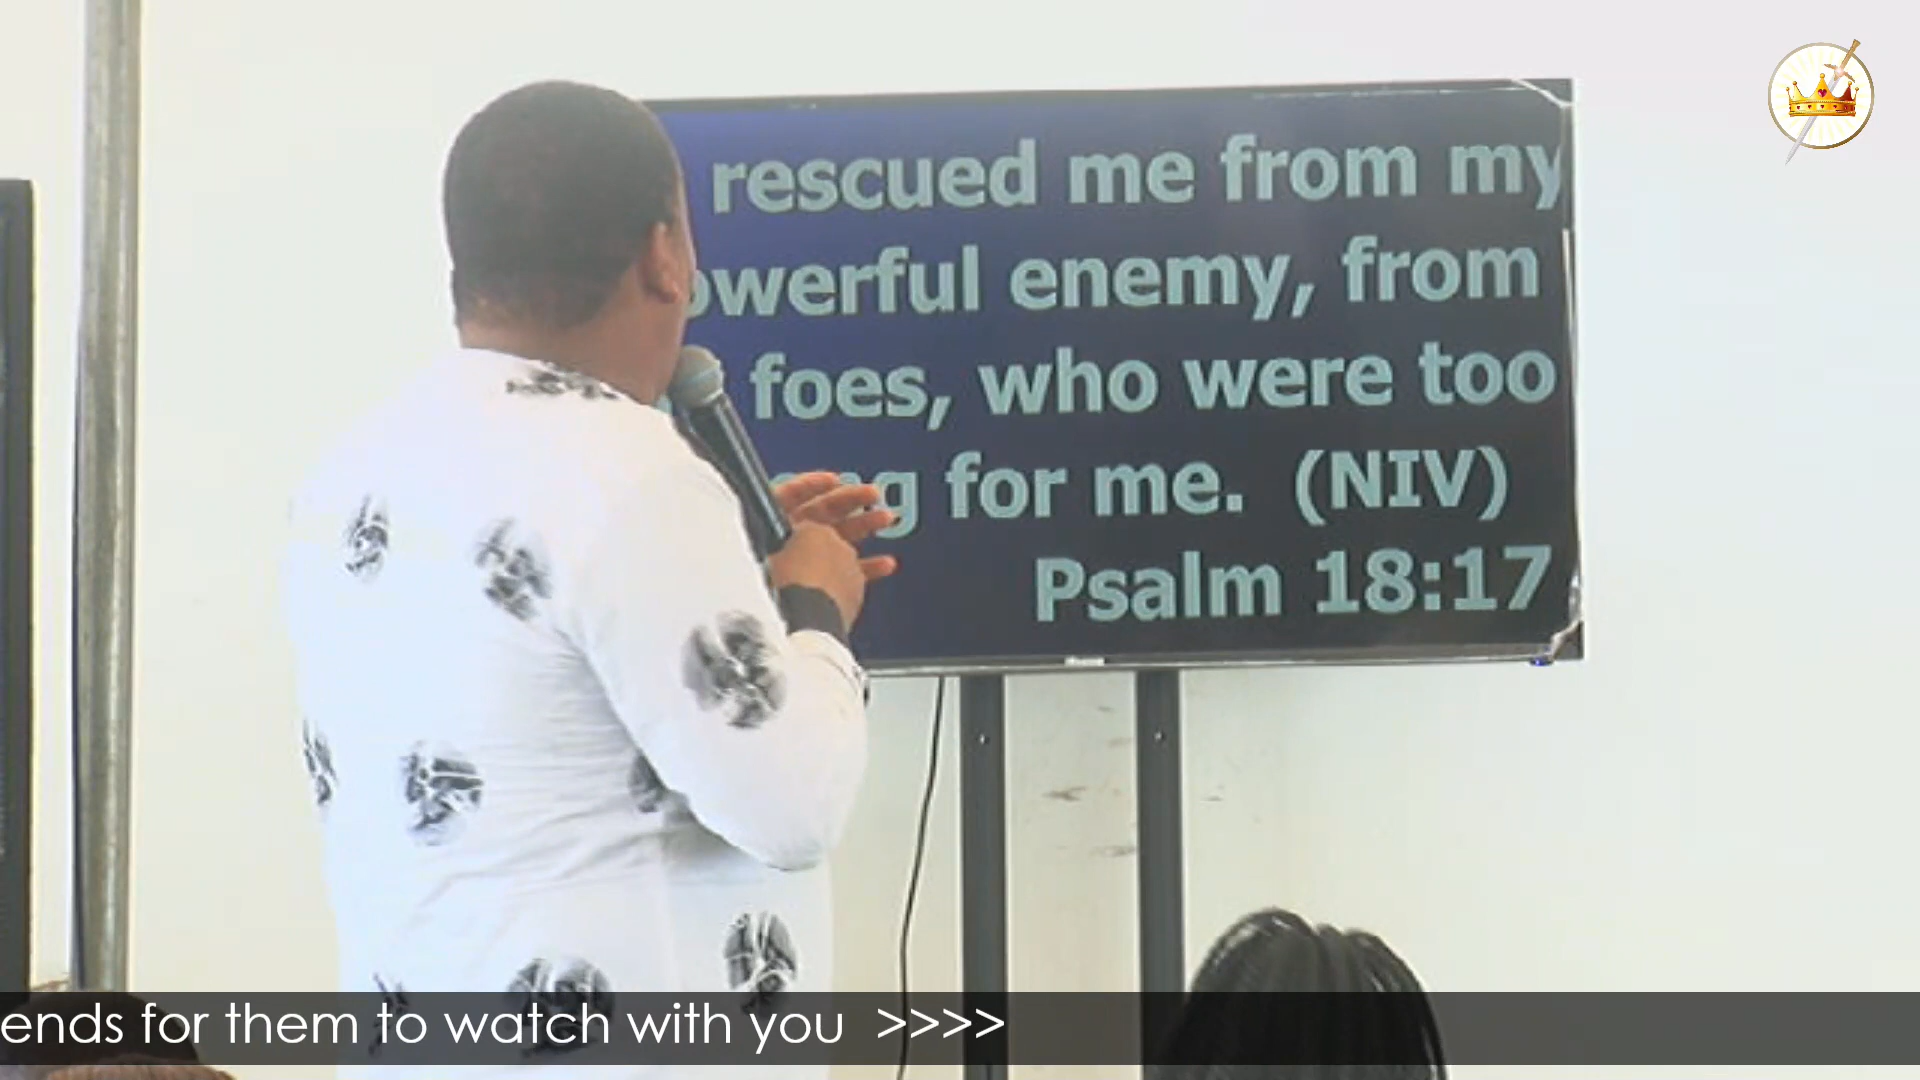 rescued me from my
owerful enemy, from
foes, who were too
for me. (NIV)
Psalm 18:17
ends for them to watch with you >>>>